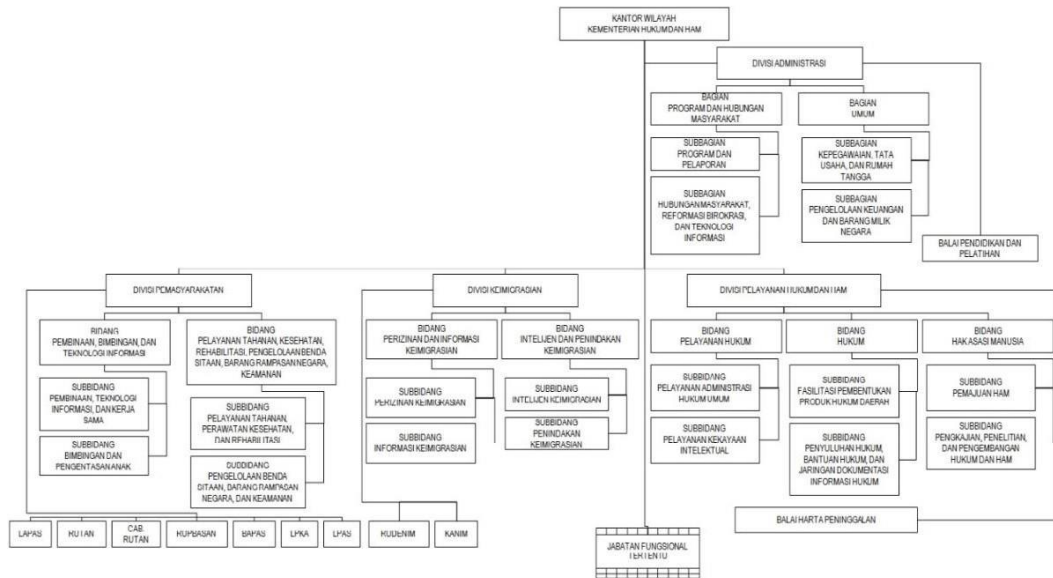 KANTOR WILAYAH
KEMENTERIAN HUKUM DAN HAM
DIVISI ADMINISTRASI
BAGIAN
PROGRAM DAN HUBUNGAN
MASYARAKAT
BAGIAN
UMUM
SUBBAGIAN
PROGRAM DAN
PELAPORAN
SUBBAGIAN
KEPEGAWAIAN, TATA
USAHA, DAN RUMAH
TANGGA
SUBBAGIAN
HUBUNGAN MASYARAKAT,
REFORMASI BIROKRASI,
DAN TEKNOLOGI
INFORMASI
SUBBAGIAN
PENGELOLAAN KEUANGAN
DAN BARANG MILIK
NEGARA
BALAI PENDIDIKAN DAN
PELATIHAN
DIVISI PEMASYARAKATAN
DIVISI KEIMIGRASIAN
DIVISI PELAYANAN HUKUM DAN HAM
BIDANG
PEMBINAAN, BIMBINGAN, DAN
TEKNOLOGI INFORMASI
BIDANG
PELAYANAN TAHANAN, KESEHATAN,
REHABILITASI, PENGELOLAAN BENDA
SITAAN, BARANG RAMPASAN NEGARA,
KEAMANAN
BIDANG
PERIZINAN DAN INFORMASI
KEIMIGRASIAN
BIDANG
INTELIJEN DAN PENINDAKAN
KEIMIGRASIAN
BIDANG
PELAYANAN HUKUM
BIDANG
HUKUM
BIDANG
HAK ASASI MANUSIA
SUBBIDANG
PEMBINAAN, TEKNOLOGI
INFORMASI, DAN KERJA
SAMA
SUBBIDANG
PELAYANAN TAHANAN,
PERAWATAN KESEHATAN,
DAN REHABILITASI
SUBBIDANG
PERIZINAN KEIMIGRASIAN
SUBBIDANG
INTELIJEN KEIMIGRASIAN
SUBBIDANG
PELAYANAN ADMINISTRASI
HUKUM UMUM
SUBBIDANG
FASILITASI PEMBENTUKAN
PRODUK HUKUM DAERAH
SUBBIDANG
PEMAJUAN HAM
SUBBIDANG
BIMBINGAN DAN
PENGENTASAN ANAK
SUBBIDANG
PENGELOLAAN BENDA
SITAAN, BARANG RAMPASAN
NEGARA, DAN KEAMANAN
SUBBIDANG
INFORMASI KEIMIGRASIAN
SUBBIDANG
PENINDAKAN
KEIMIGRASIAN
SUBBIDANG
PELAYANAN KEKAYAAN
INTELEKTUAL
SUBBIDANG
PENYULUHAN HUKUM,
BANTUAN HUKUM, DAN
JARINGAN DOKUMENTASI
INFORMASI HUKUM
SUBBIDANG
PENGKAJIAN, PENELITIAN,
DAN PENGEMBANGAN
HUKUM DAN HAM
LAPAS
RUTAN
CAB.
RUTAN
RUPBASAN
BAPAS
LPKA
LPAS
RUDENIM
KANIM
BALAI HARTA PENINGGALAN
JABATAN FUNGSIONAL
TERTENTU